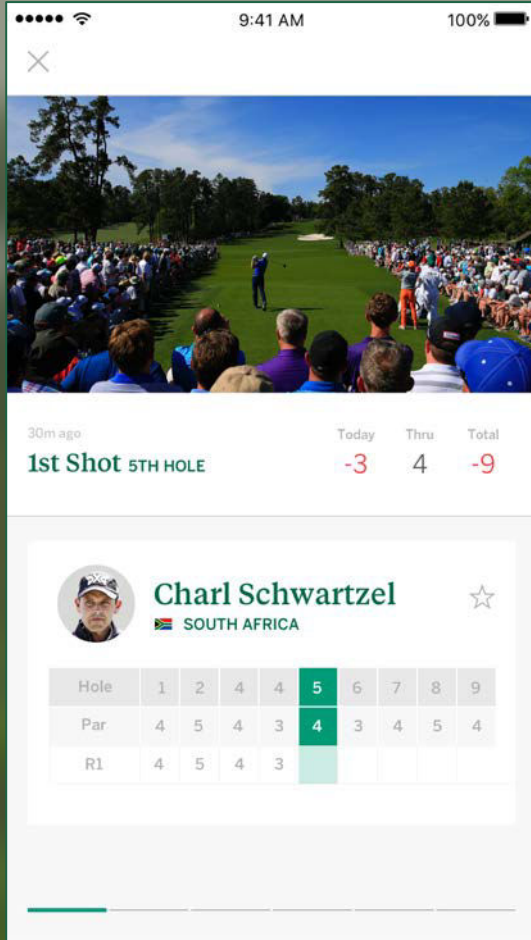 9:41 AM 100%
30m ago
1st Shot 5TH HOLE
Today Thru Total
-3 4 -9
PXG
Charl Schwartzel
SOUTH AFRICA
Hole 1 2 4 4 5 6 7 8 9
Par 4 5 4 3 4 3 4 5 4
R1 4 5 4 3